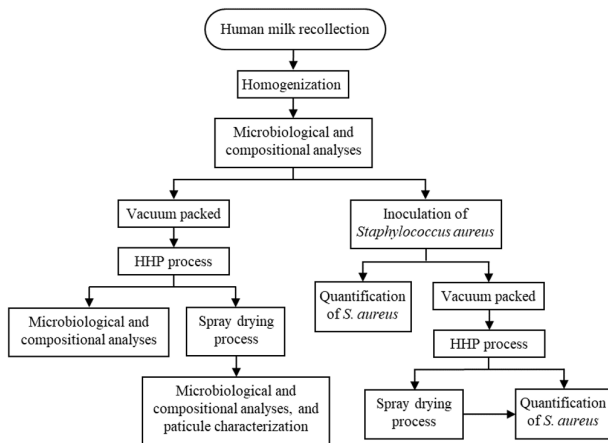 Human milk recollection
Homogenization
Microbiological and
compositional analyses
Vacuum packed
Inoculation of
Staphylococcus aureus
HHP process
Quantification
of S. aureus
Vacuum packed
Microbiological and
compositional analyses
Spray drying
process
HHP process
Microbiological and
compositional analyses, and
paticule characterization
Spray drying
process
Quantification
of S. aureus